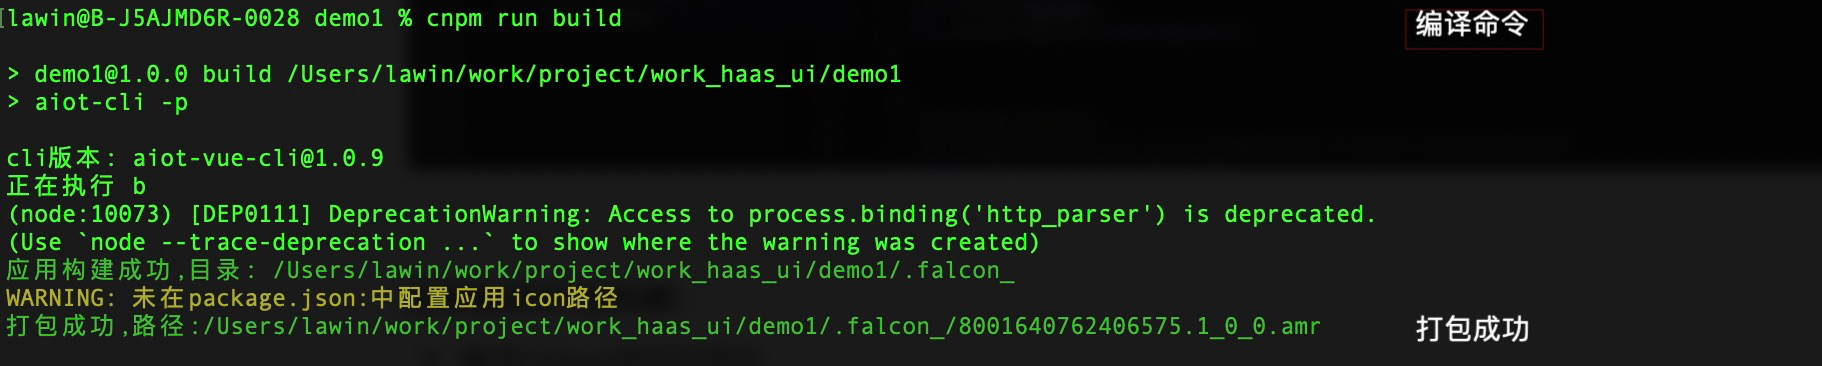 [lawin@B-J5AJMD6R-0028 demo1 % cnpm run build
编译命令
> demo1@1.0.0 build /Users/lawin/work/project/work_haas_ui/demo1
> aiot-cli -p
cli版本: aiot-vue-cli@1.0.9
正在执行 b
(node:10073) [DEP0111] DeprecationWarning: Access to process.binding('http_parser') is deprecated.
(Use `node --trace-deprecation ...` to show where the warning was created)
应用构建成功,目录: /Users/lawin/work/project/work_haas_ui/demo1/.falcon_
WARNING: 未在package.json:中配置应用icon路径
打包成功,路径:/Users/lawin/work/project/work_haas_ui/demo1/.falcon_/8001640762406575.1_0_0.amr
打包成功